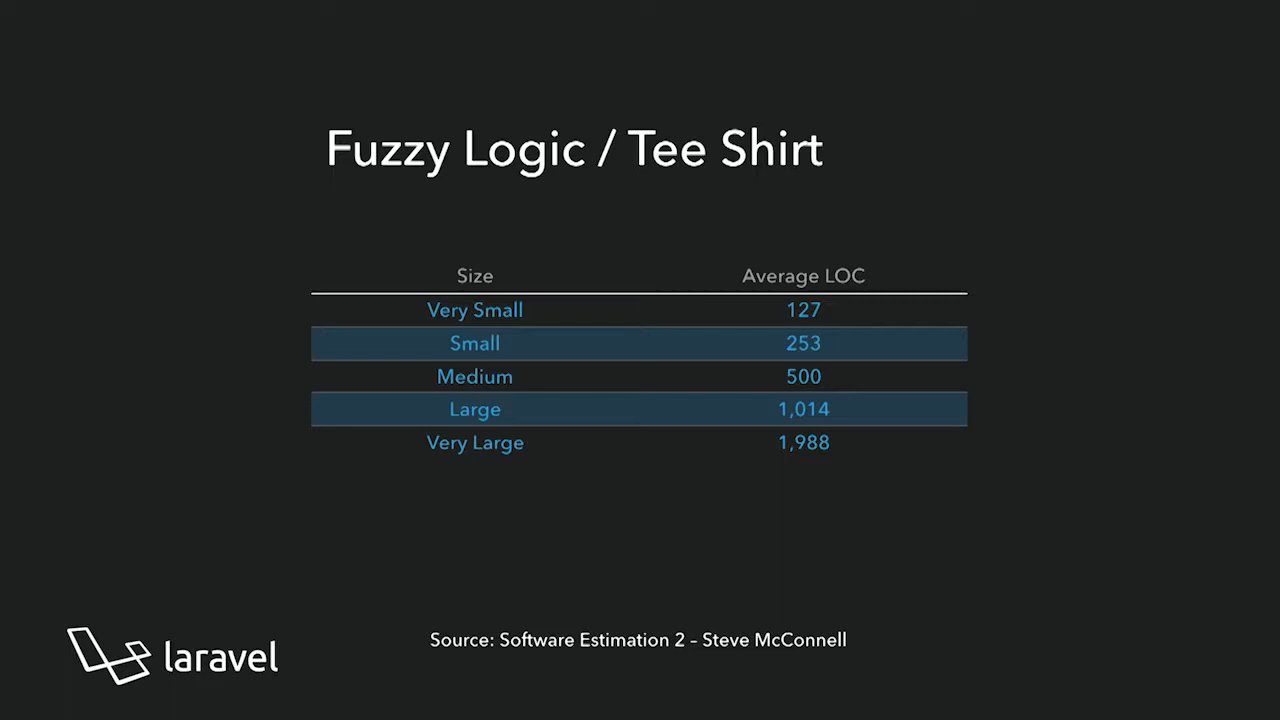 Fuzzy Logic / Tee Shirt
Size Average LOC
Very Small 127
Small 253
Medium 500
Large 1,014
Very Large 1,988
Source: Software Estimation 2 – Steve McConnell
laravel